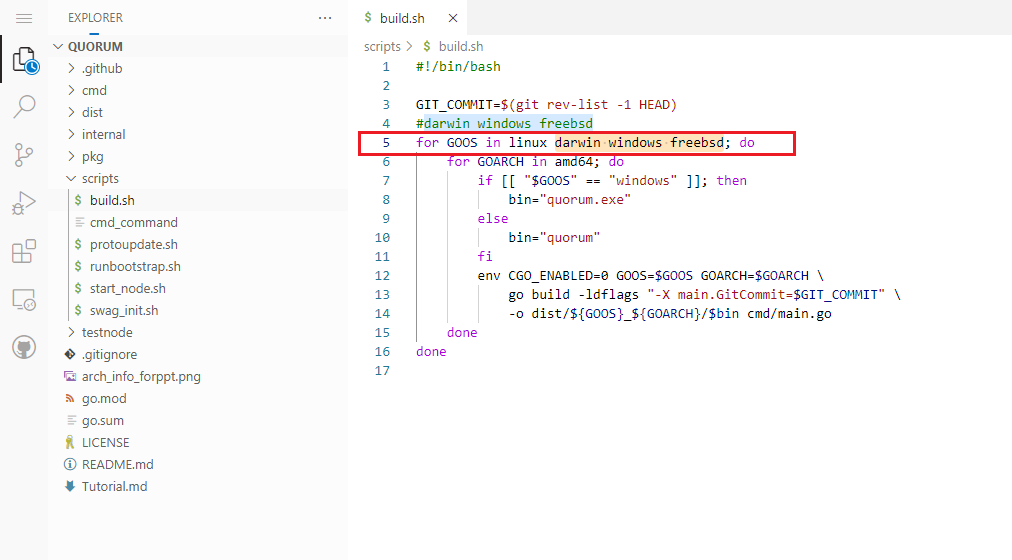 EXPLORER
QUORUM
.github
cmd
dist
internal
pkg
scripts
$ build.sh
cmd_command
$ protoupdate.sh
$ runbootstrap.sh
$ start_node.sh
$ swag_init.sh
testnode
.gitignore
arch_info_forppt.png
go.mod
go.sum
LICENSE
README.md
Tutorial.md
$ build.sh
scripts > $ build.sh
1 #!/bin/bash
2
3 GIT_COMMIT=$(git rev-list -1 HEAD)
4 #darwin windows freebsd
5 for GOOS in linux darwin·windows·freebsd; do
6     for GOARCH in amd64; do
7         if [[ "$GOOS" == "windows" ]]; then
8             bin="quorum.exe"
9         else
10             bin="quorum"
11         fi
12         env CGO_ENABLED=0 GOOS=$GOOS GOARCH=$GOARCH \
13             go build -ldflags "-X main.GitCommit=$GIT_COMMIT" \
14             -o dist/${GOOS}_${GOARCH}/$bin cmd/main.go
15     done
16 done
17